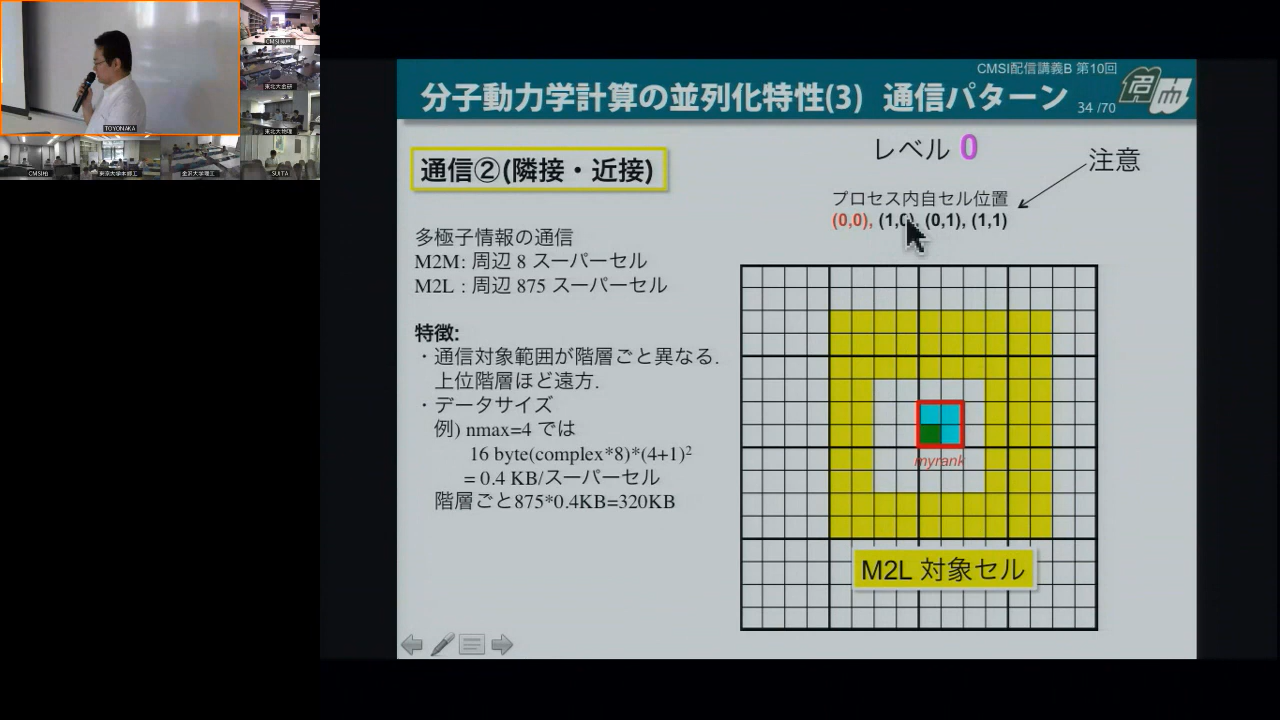 CMSI配信講義B 第10回
分子動力学計算の並列化特性(3) 通信パターン
34 /70
通信②(隣接・近接)
レベル 0
注意
プロセス内自セル位置
(0,0), (1,0), (0,1), (1,1)
多極子情報の通信
M2M: 周辺 8 スーパーセル
M2L : 周辺 875 スーパーセル
特徴:
・通信対象範囲が階層ごと異なる.
上位階層ほど遠方.
・データサイズ
例) nmax=4 では
16 byte(complex*8)*(4+1)²
= 0.4 KB/スーパーセル
階層ごと875*0.4KB=320KB
myrank
M2L 対象セル
TOYONAKA
東北大金研
東北大物理
CMSI柏
東京大学本郷工
金沢大学理工
SUITA